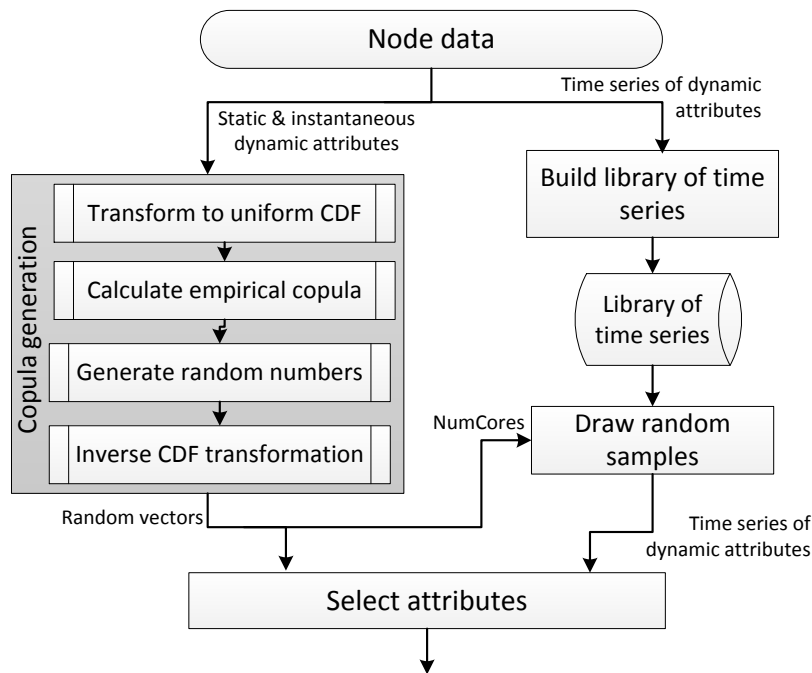 Node data
Time series of dynamic
attributes
Static & instantaneous
dynamic attributes
Copula generation
Transform to uniform CDF
Calculate empirical copula
Generate random numbers
Inverse CDF transformation
Build library of time
series
Library of
time series
NumCores
Draw random
samples
Random vectors
Time series of
dynamic attributes
Select attributes